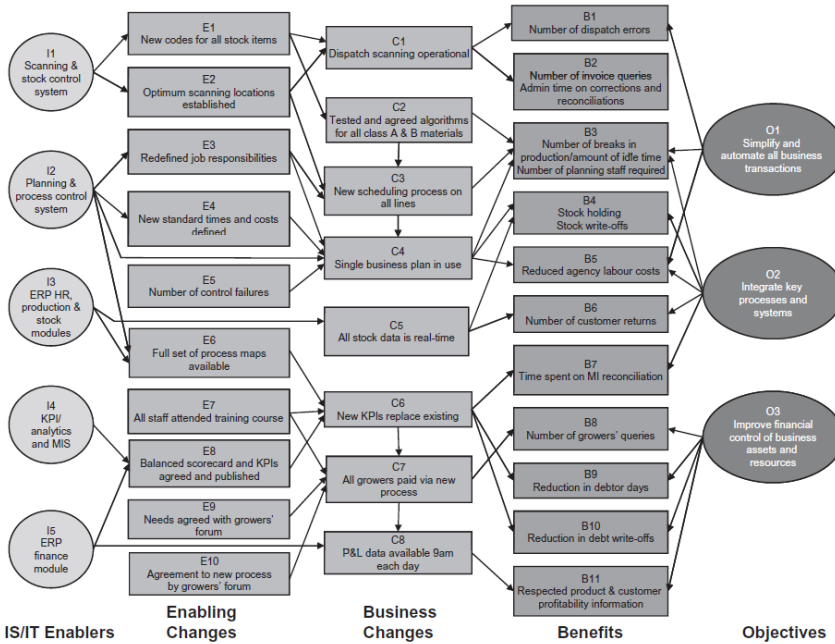 I1
Scanning &
stock control
system
I2
Planning &
process control
system
I3
ERP HR,
production &
stock modules
I4
KPI/
analytics
and MIS
I5
ERP
finance
module
IS/IT Enablers
E1
New codes for all stock items
E2
Optimum scanning locations
established
E3
Redefined job responsibilities
E4
New standard times and costs
defined
E5
Number of control failures
E6
Full set of process maps
available
E7
All staff attended training course
E8
Balanced scorecard and KPIs
agreed and published
E9
Needs agreed with growers'
forum
E10
Agreement to new process
by growers' forum
Enabling
Changes
C1
Dispatch scanning operational
C2
Tested and agreed algorithms
for all class A & B materials
C3
New scheduling process on
all lines
C4
Single business plan in use
C5
All stock data is real-time
C6
New KPIs replace existing
C7
All growers paid via new
process
C8
P&L data available 9am
each day
Business
Changes
B1
Number of dispatch errors
B2
Number of invoice queries
Admin time on corrections and
reconciliations
B3
Number of breaks in
production/amount of idle time
Number of planning staff required
B4
Stock holding
Stock write-offs
B5
Reduced agency labour costs
B6
Number of customer returns
B7
Time spent on MI reconciliation
B8
Number of growers' queries
B9
Reduction in debtor days
B10
Reduction in debt write-offs
B11
Respected product & customer
profitability information
Benefits
O1
Simplify and
automate all business
transactions
O2
Integrate key
processes and
systems
O3
Improve financial
control of business
assets and
resources
Objectives